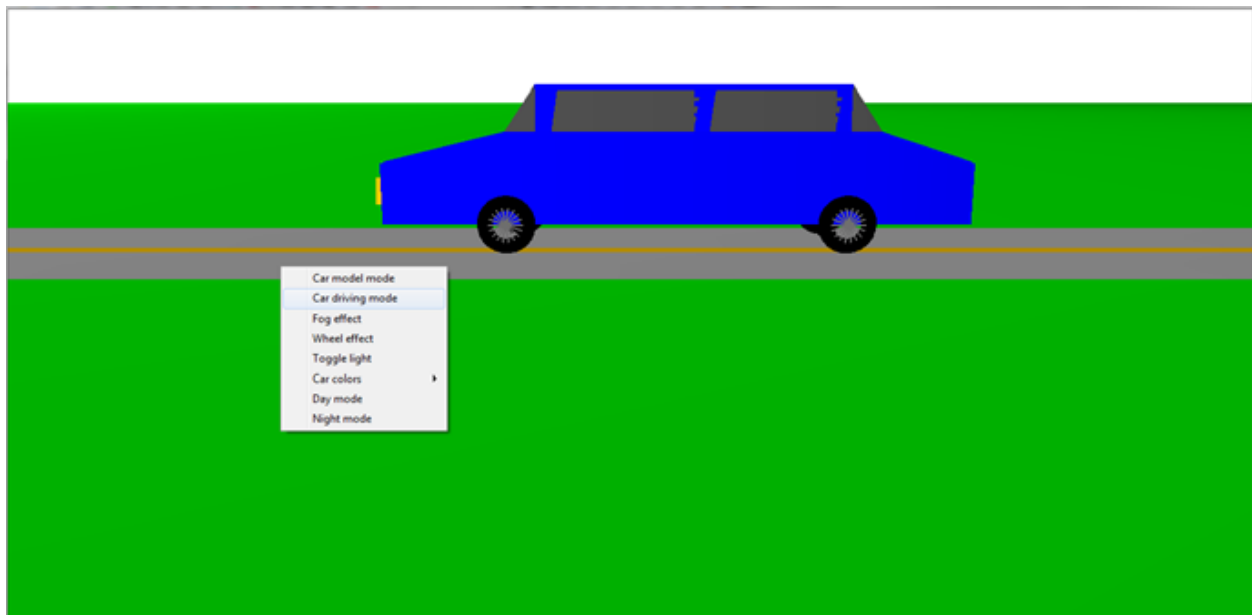 Car model mode
Car driving mode
Fog effect
Wheel effect
Toggle light
Car colors
Day mode
Night mode